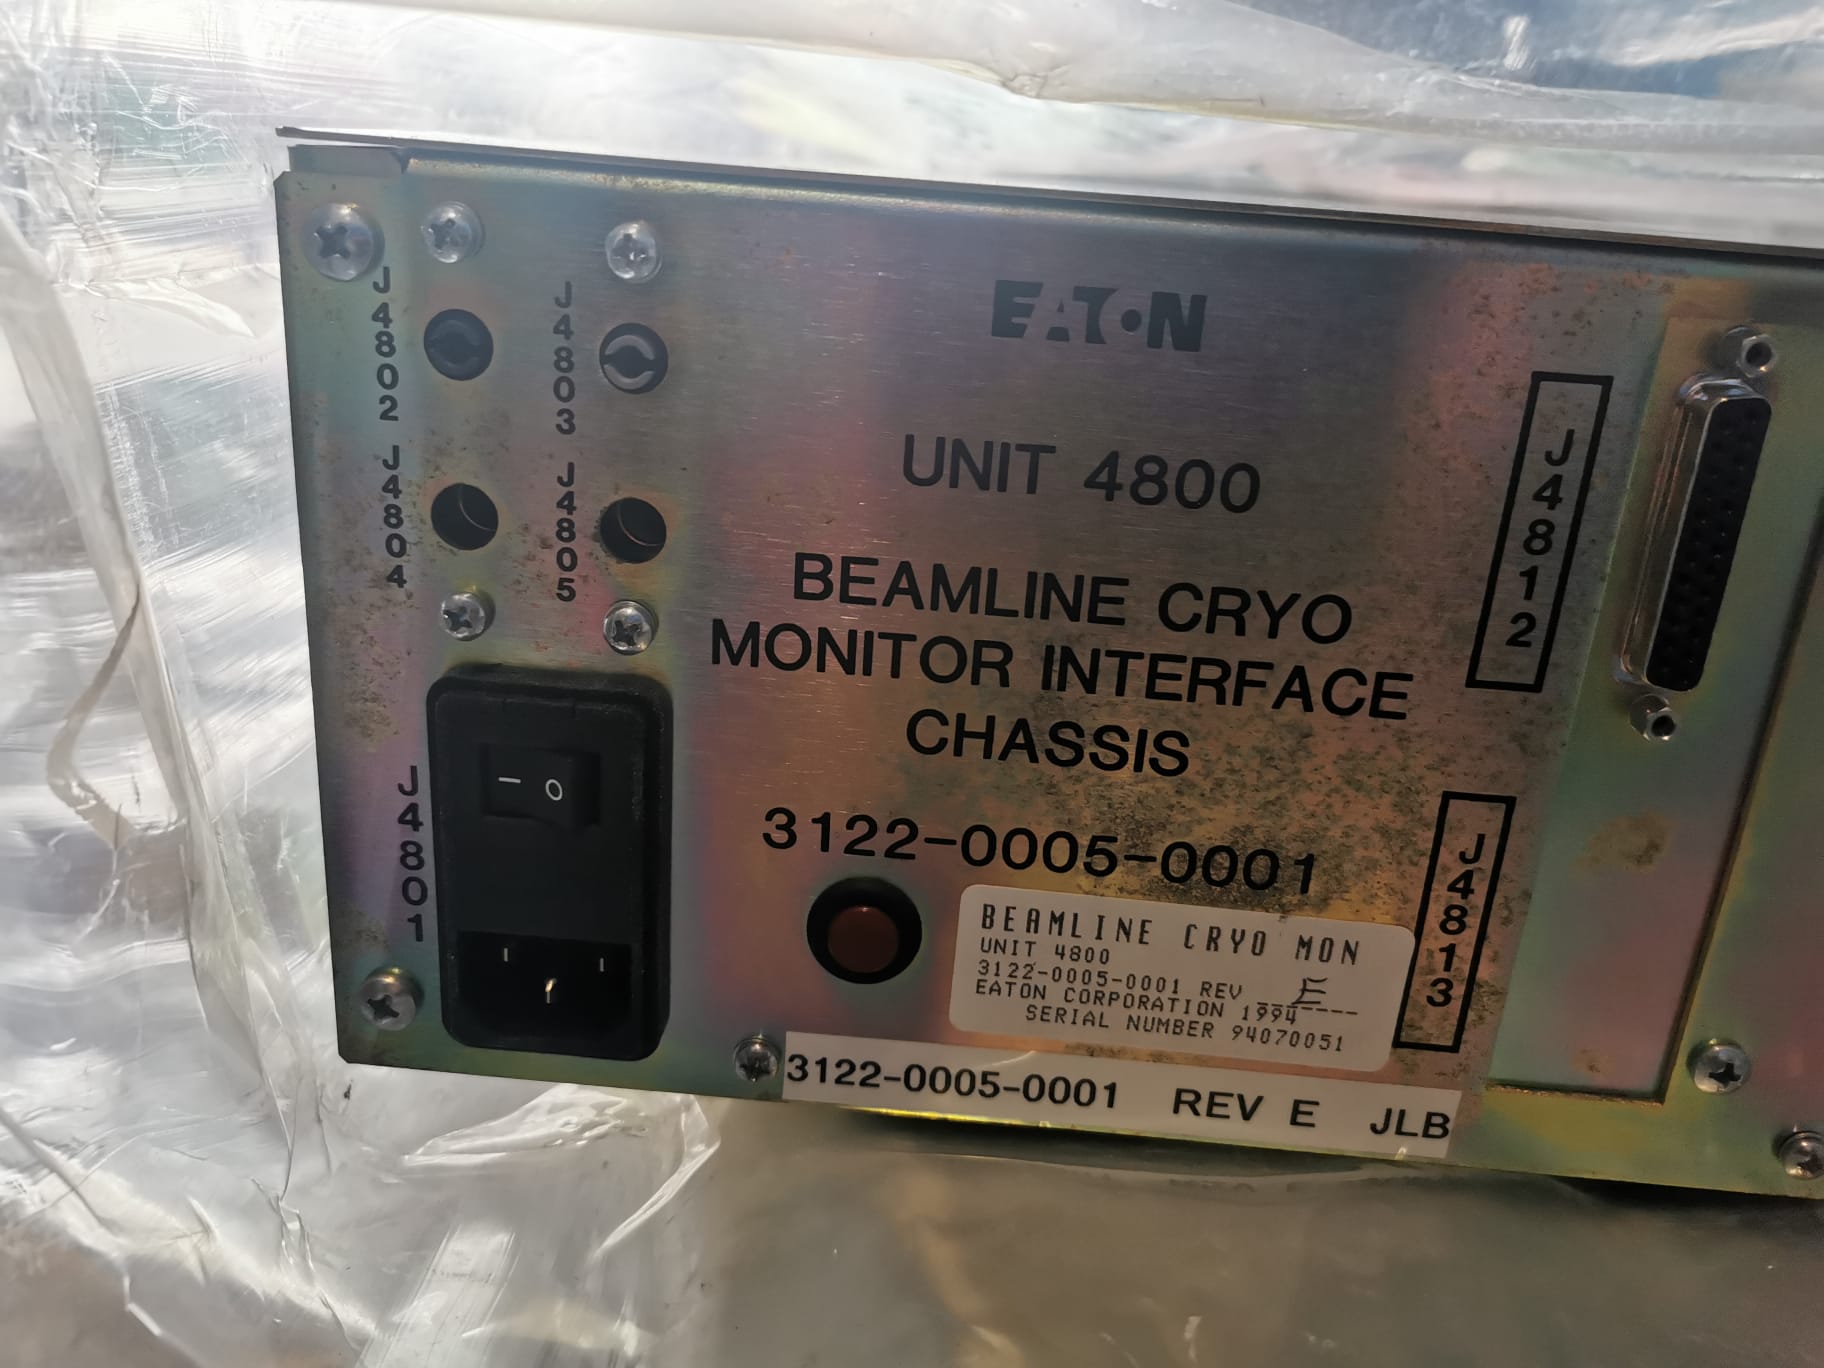 J4802
J4803
J4804
J4805
J4801
I O
EATON
UNIT 4800
BEAMLINE CRYO
MONITOR INTERFACE
CHASSIS
3122-0005-0001
J4812
J4813
BEAMLINE CRYO MON
UNIT 4800
3122-0005-0001 REV E
EATON CORPORATION 1994
SERIAL NUMBER 94070051
3122-0005-0001 REV E JLB